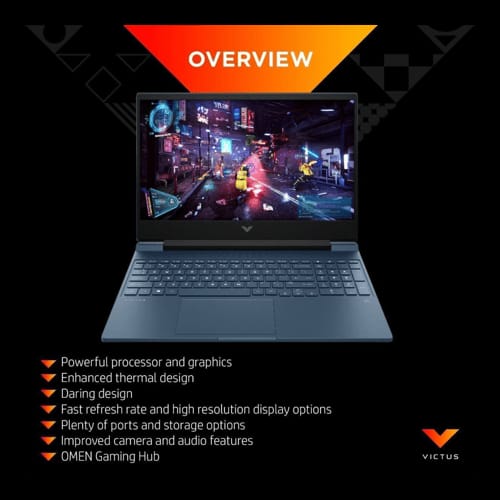 OVERVIEW
Powerful processor and graphics
Enhanced thermal design
Daring design
Fast refresh rate and high resolution display options
Plenty of ports and storage options
Improved camera and audio features
OMEN Gaming Hub
VICTUS